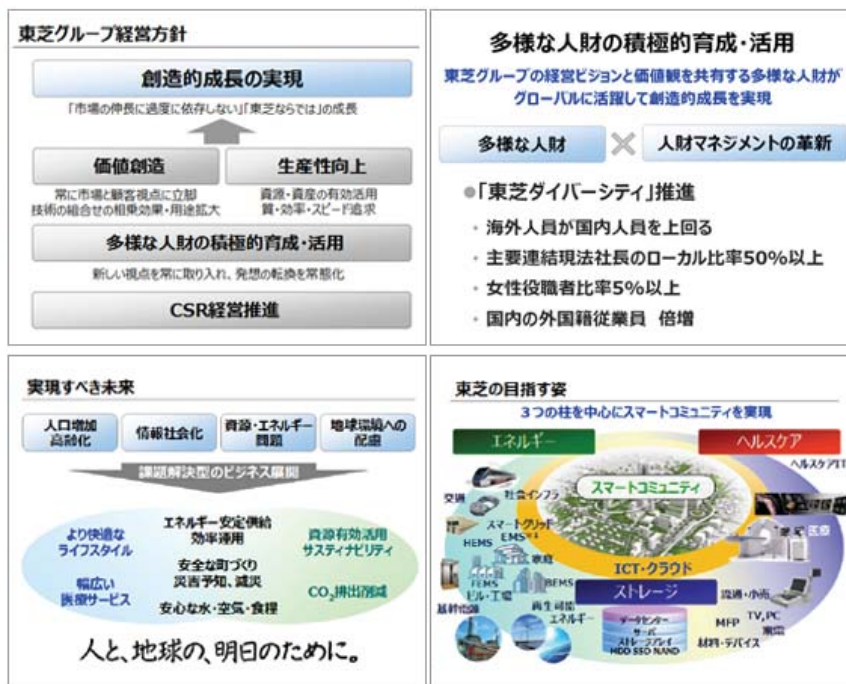 東芝グループ経営方針
創造的成長の実現
「市場の伸長に過度に依存しない」「東芝ならでは」の成長
価値創造
生産性向上
常に市場と顧客視点に立脚
技術の組合せの相乗効果・用途拡大
資源・資産の有効活用
質・効率・スピード追求
多様な人財の積極的育成・活用
新しい視点を常に取り入れ、発想の転換を常態化
CSR経営推進
多様な人財の積極的育成・活用
東芝グループの経営ビジョンと価値観を共有する多様な人財が
グローバルに活躍して創造的成長を実現
多様な人財 × 人財マネジメントの革新
●「東芝ダイバーシティ」推進
・海外人員が国内人員を上回る
・主要連結現法社長のローカル比率50%以上
・女性役職者比率5%以上
・国内の外国籍従業員 倍増
実現すべき未来
人口増加
高齢化
情報社会化
資源・エネルギー
問題
地球環境への
配慮
課題解決型のビジネス展開
より快適な
ライフスタイル
幅広い
医療サービス
エネルギー安定供給
効率運用
安全な町づくり
災害予知、減災
安心な水・空気・食糧
資源有効活用
サスティナビリティ
CO₂排出削減
人と、地球の、明日のために。
東芝の目指す姿
3つの柱を中心にスマートコミュニティを実現
エネルギー
ヘルスケア
ヘルスケアIT
スマートコミュニティ
交通
社会インフラ
スマートグリッド
HEMS
EMS
家庭
FEMS
BEMS
ビル・工場
基幹電源
再生可能
エネルギー
医療
ICT・クラウド
ストレージ
データセンター
サーバ
ストレージアレイ
HDD SSD NAND
流通・小売
MFP
TV, PC
家電
材料・デバイス